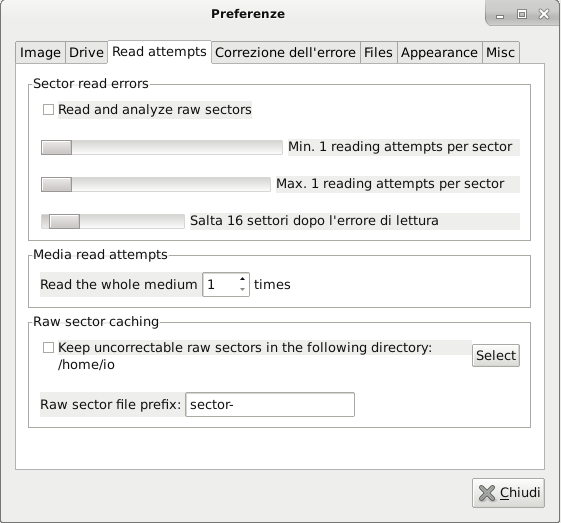 Preferenze
Image Drive Read attempts Correzione dell'errore Files Appearance Misc
Sector read errors
Read and analyze raw sectors
Min. 1 reading attempts per sector
Max. 1 reading attempts per sector
Salta 16 settori dopo l'errore di lettura
Media read attempts
Read the whole medium 1 times
Raw sector caching
Keep uncorrectable raw sectors in the following directory:
/home/io
Select
Raw sector file prefix: sector-
Chiudi